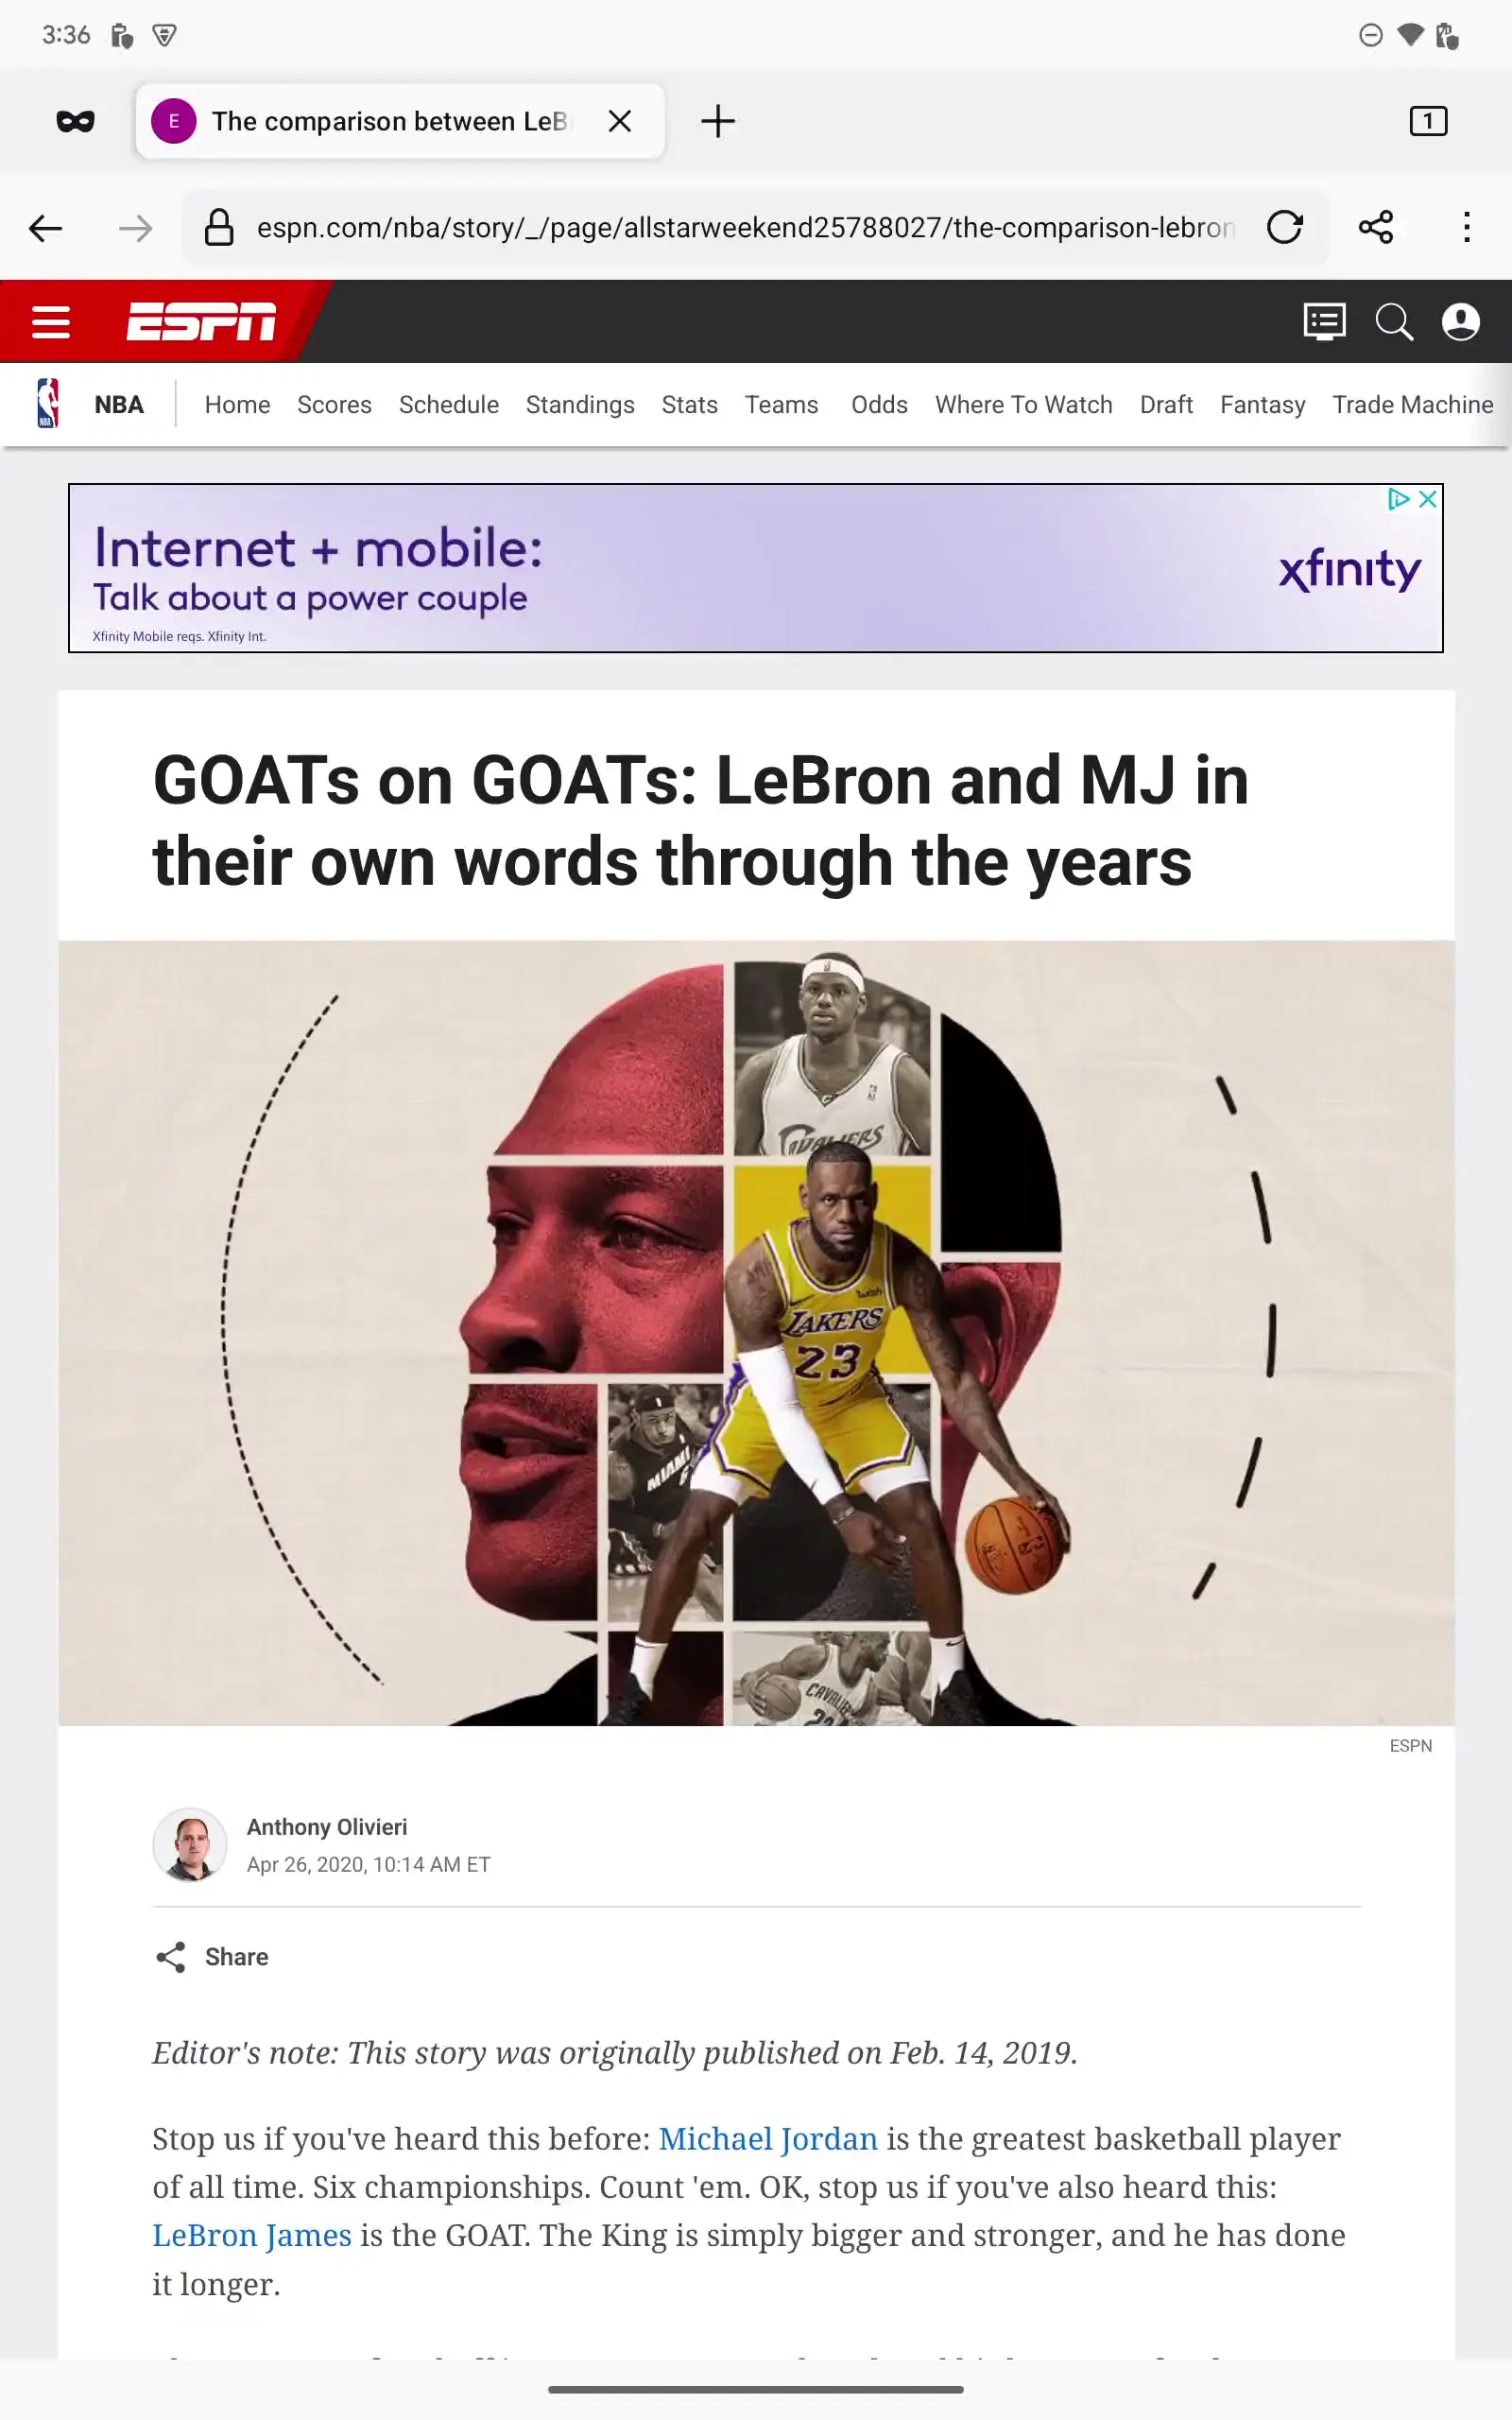 3:36
E The comparison between LeB
1
espn.com/nba/story/_/page/allstarweekend25788027/the-comparison-lebron
ESPN
NBA Home Scores Schedule Standings Stats Teams Odds Where To Watch Draft Fantasy Trade Machine
Internet + mobile:
Talk about a power couple
Xfinity Mobile reqs. Xfinity Int.
xfinity
GOATs on GOATs: LeBron and MJ in
their own words through the years
CAVALIERS
LAKERS
23
MIAMI
CAVALIE
ESPN
Anthony Olivieri
Apr 26, 2020, 10:14 AM ET
Share
Editor's note: This story was originally published on Feb. 14, 2019.
Stop us if you've heard this before: Michael Jordan is the greatest basketball player
of all time. Six championships. Count 'em. OK, stop us if you've also heard this:
LeBron James is the GOAT. The King is simply bigger and stronger, and he has done
it longer.